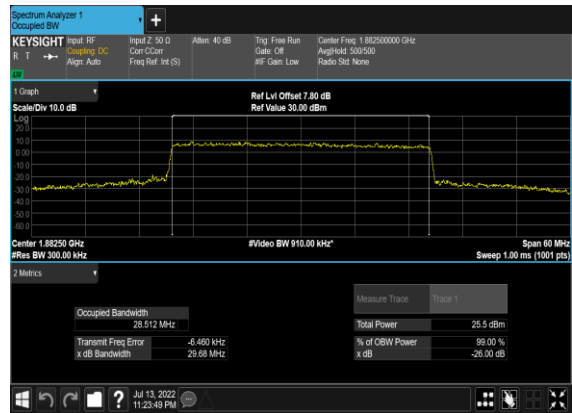 Spectrum Analyzer 1
Occupied BW
KEYSIGHT Input: RF Input Z: 50 Ω Atten: 40 dB Trig: Free Run Center Freq: 1.882500000 GHz
R T Coupling: DC Corr CCorr Gate: Off Avg|Hold: 500/500
Align: Auto Freq Ref: Int (S) #IF Gain: Low Radio Std: None
1 Graph
Ref Lvl Offset 7.80 dB
Scale/Div 10.0 dB Ref Value 30.00 dBm
Log
20.0
10.0
0.00
-10.0
-20.0
-30.0
-40.0
-50.0
-60.0
Center 1.88250 GHz #Video BW 910.00 kHz* Span 60 MHz
#Res BW 300.00 kHz Sweep 1.00 ms (1001 pts)
2 Metrics
Measure Trace Trace 1
Occupied Bandwidth
28.512 MHz Total Power 25.5 dBm
Transmit Freq Error -6.460 kHz % of OBW Power 99.00 %
x dB Bandwidth 29.68 MHz x dB -26.00 dB
? Jul 13, 2022
11:23:49 PM